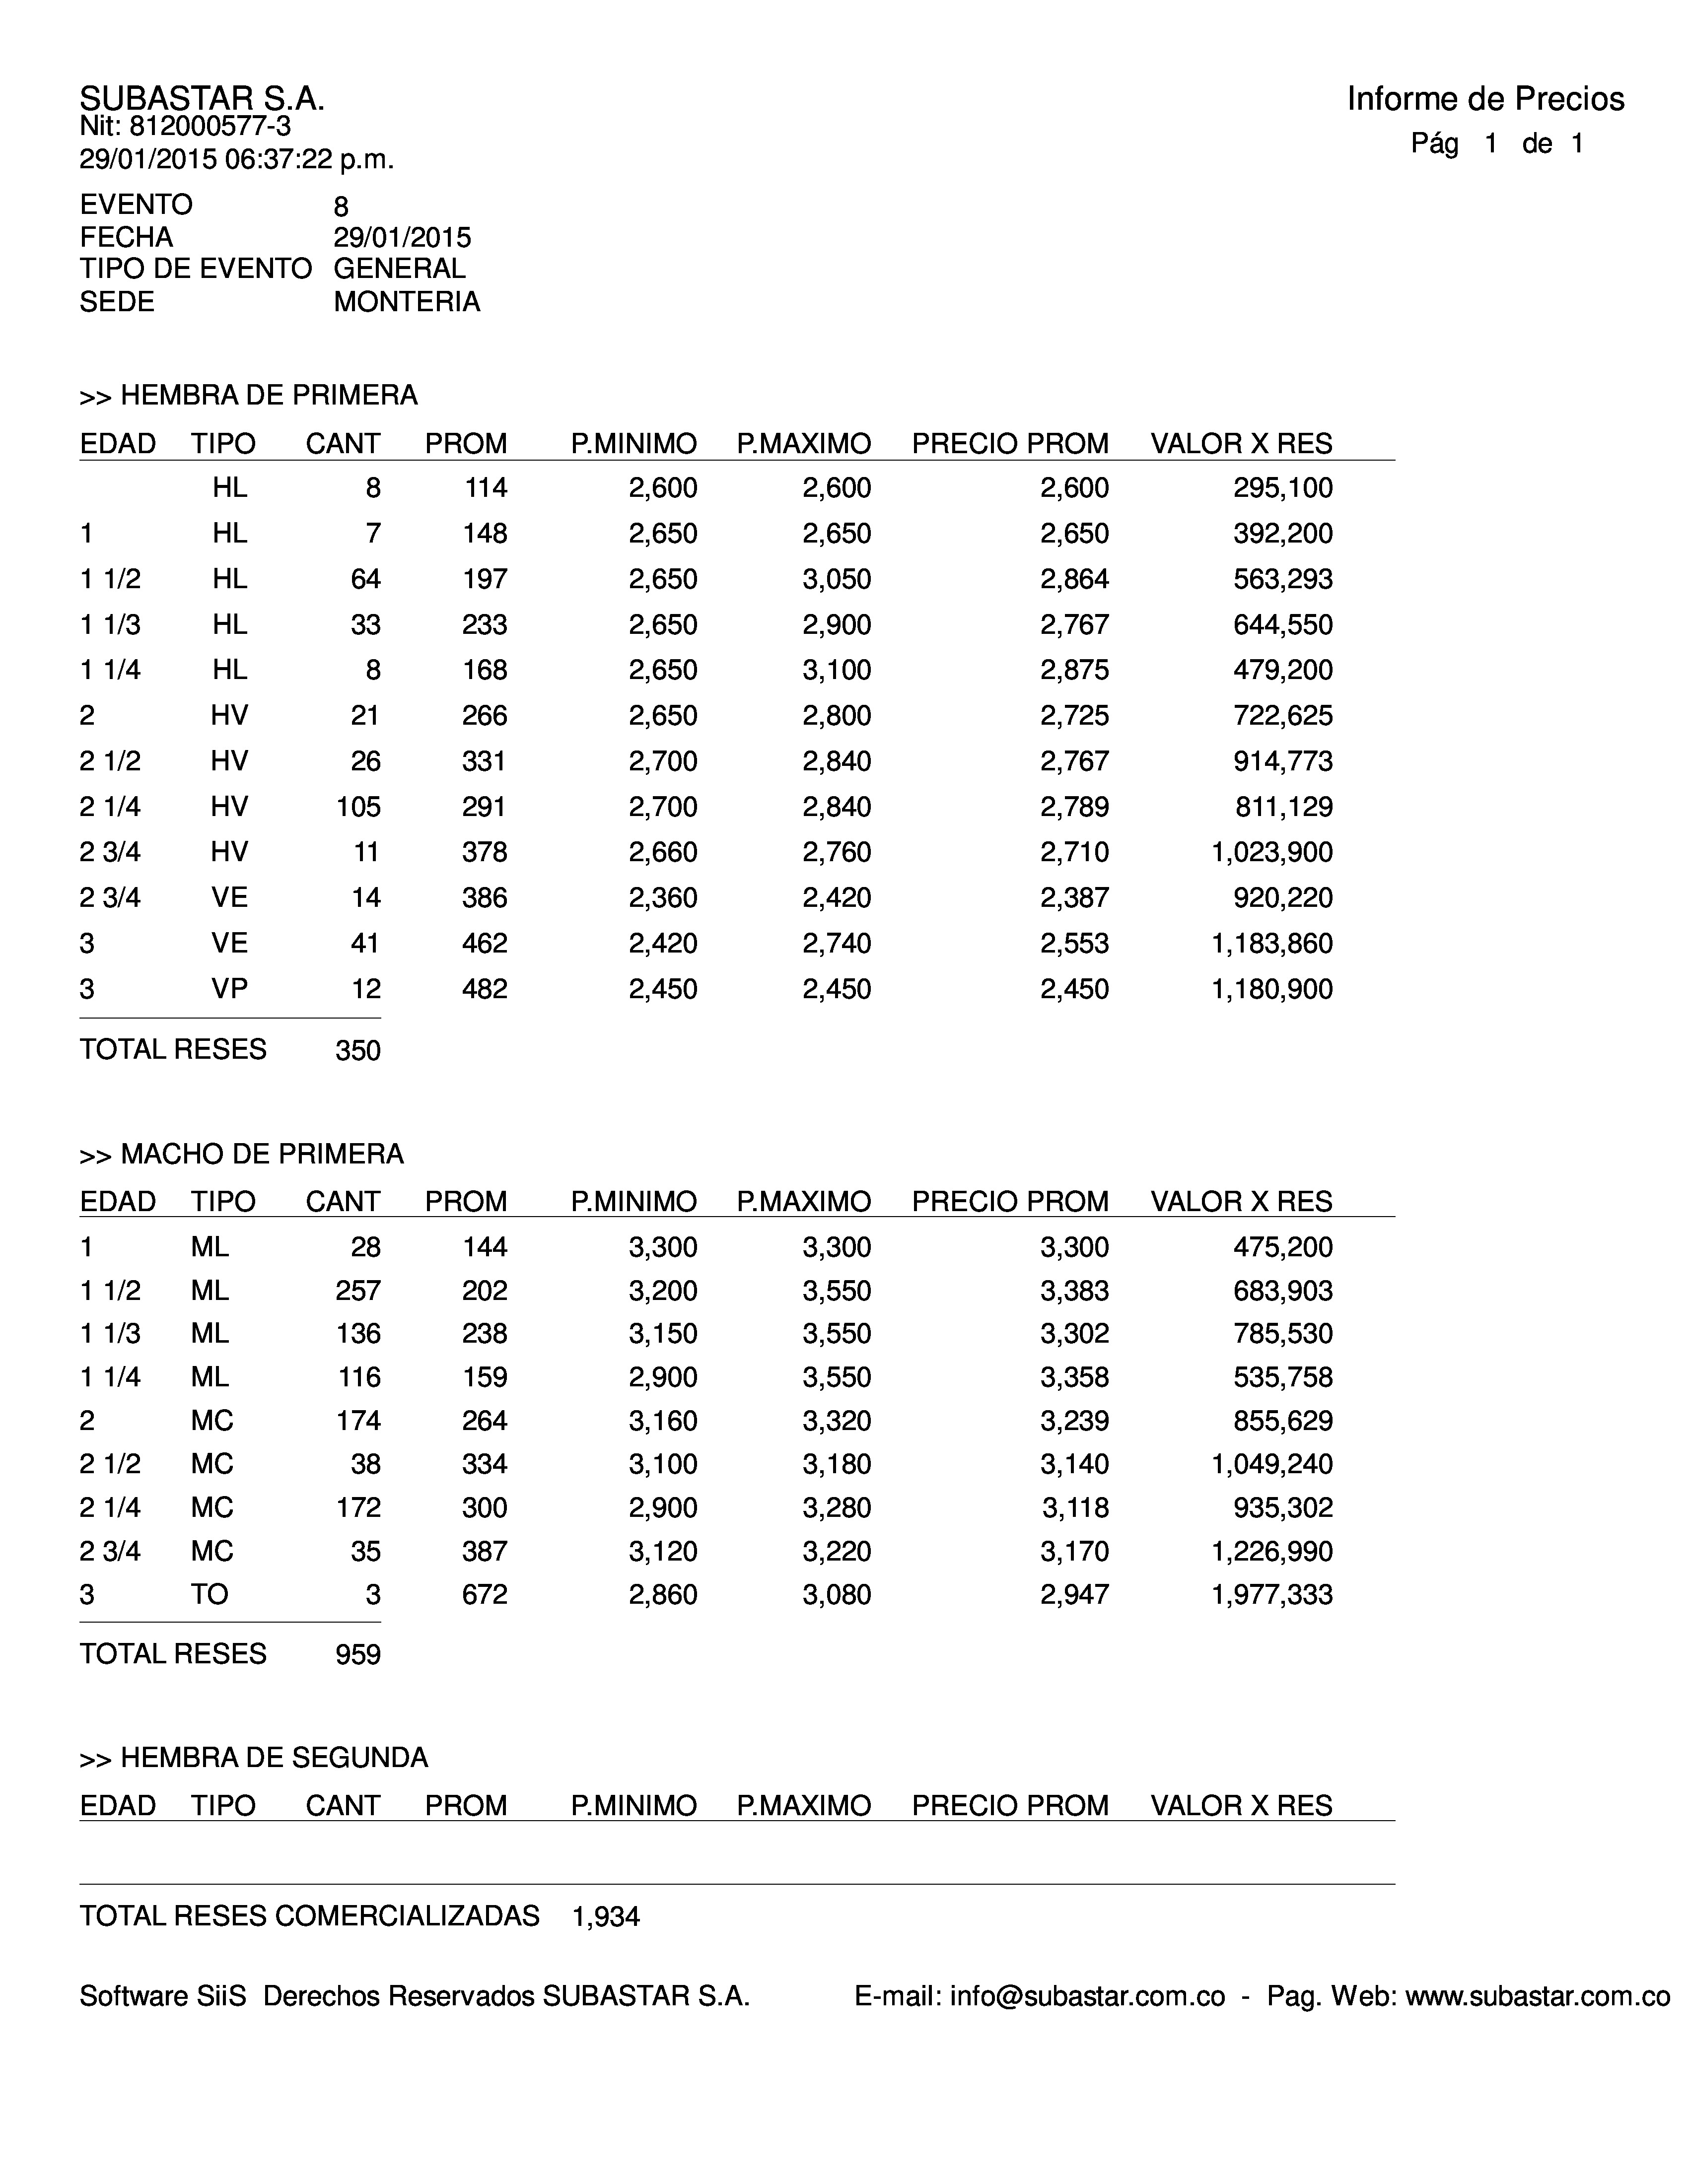 SUBASTAR S.A.
Informe de Precios
Nit: 812000577-3
Pág 1 de 1
29/01/2015 06:37:22 p.m.
EVENTO 8
FECHA 29/01/2015
TIPO DE EVENTO GENERAL
SEDE MONTERIA
>> HEMBRA DE PRIMERA
EDAD TIPO CANT PROM P.MINIMO P.MAXIMO PRECIO PROM VALOR X RES
HL 8 114 2,600 2,600 2,600 295,100
1 HL 7 148 2,650 2,650 2,650 392,200
1 1/2 HL 64 197 2,650 3,050 2,864 563,293
1 1/3 HL 33 233 2,650 2,900 2,767 644,550
1 1/4 HL 8 168 2,650 3,100 2,875 479,200
2 HV 21 266 2,650 2,800 2,725 722,625
2 1/2 HV 26 331 2,700 2,840 2,767 914,773
2 1/4 HV 105 291 2,700 2,840 2,789 811,129
2 3/4 HV 11 378 2,660 2,760 2,710 1,023,900
2 3/4 VE 14 386 2,360 2,420 2,387 920,220
3 VE 41 462 2,420 2,740 2,553 1,183,860
3 VP 12 482 2,450 2,450 2,450 1,180,900
TOTAL RESES 350
>> MACHO DE PRIMERA
EDAD TIPO CANT PROM P.MINIMO P.MAXIMO PRECIO PROM VALOR X RES
1 ML 28 144 3,300 3,300 3,300 475,200
1 1/2 ML 257 202 3,200 3,550 3,383 683,903
1 1/3 ML 136 238 3,150 3,550 3,302 785,530
1 1/4 ML 116 159 2,900 3,550 3,358 535,758
2 MC 174 264 3,160 3,320 3,239 855,629
2 1/2 MC 38 334 3,100 3,180 3,140 1,049,240
2 1/4 MC 172 300 2,900 3,280 3,118 935,302
2 3/4 MC 35 387 3,120 3,220 3,170 1,226,990
3 TO 3 672 2,860 3,080 2,947 1,977,333
TOTAL RESES 959
>> HEMBRA DE SEGUNDA
EDAD TIPO CANT PROM P.MINIMO P.MAXIMO PRECIO PROM VALOR X RES
TOTAL RESES COMERCIALIZADAS 1,934
Software SiiS Derechos Reservados SUBASTAR S.A. E-mail: info@subastar.com.co - Pag. Web: www.subastar.com.co